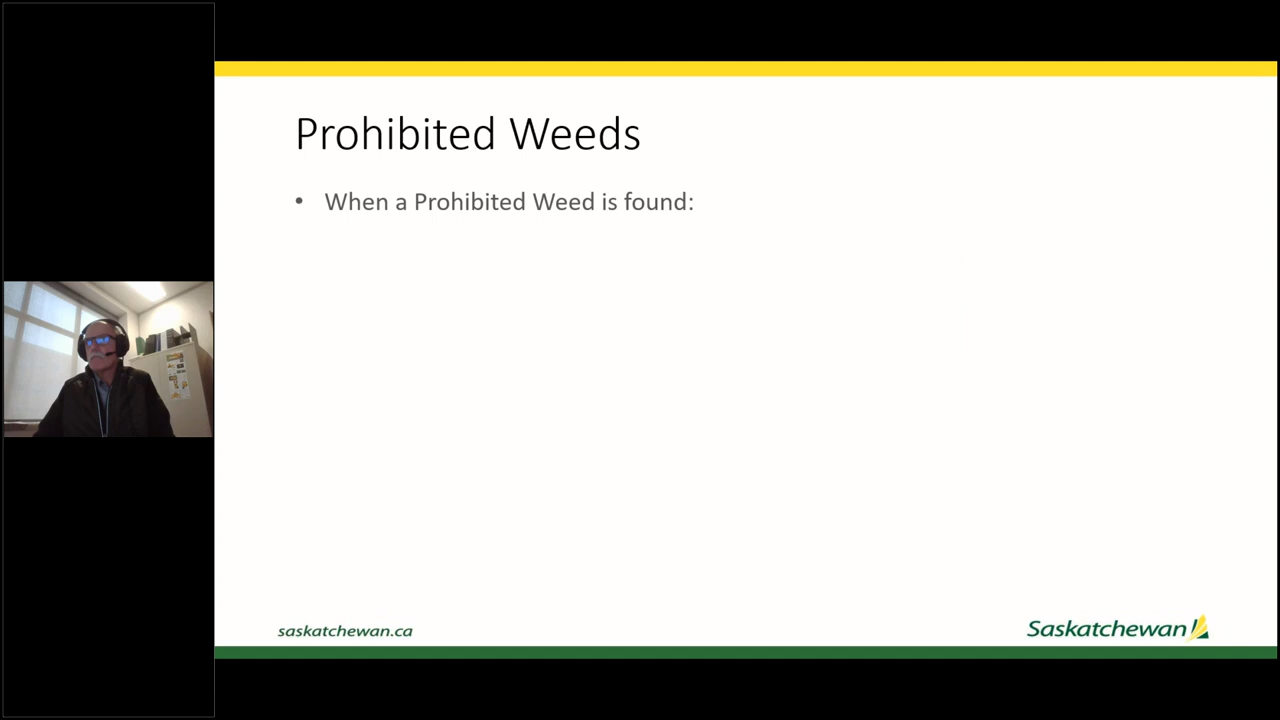 Prohibited Weeds
• When a Prohibited Weed is found:
saskatchewan.ca
Saskatchewan